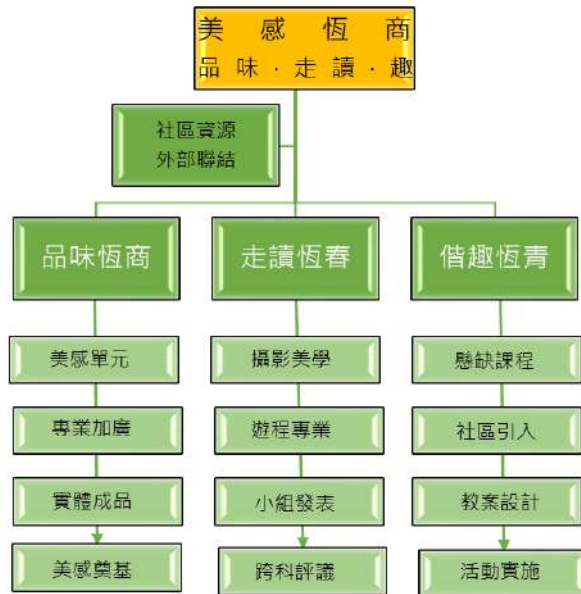 美 感 恆 商
品 味 · 走 讀 · 趣
社區資源
外部聯結
品味恆商
走讀恆春
偕趣恆青
美感單元
專業加廣
實體成品
美感奠基
攝影美學
遊程專業
小組發表
跨科評議
懸缺課程
社區引入
教案設計
活動實施